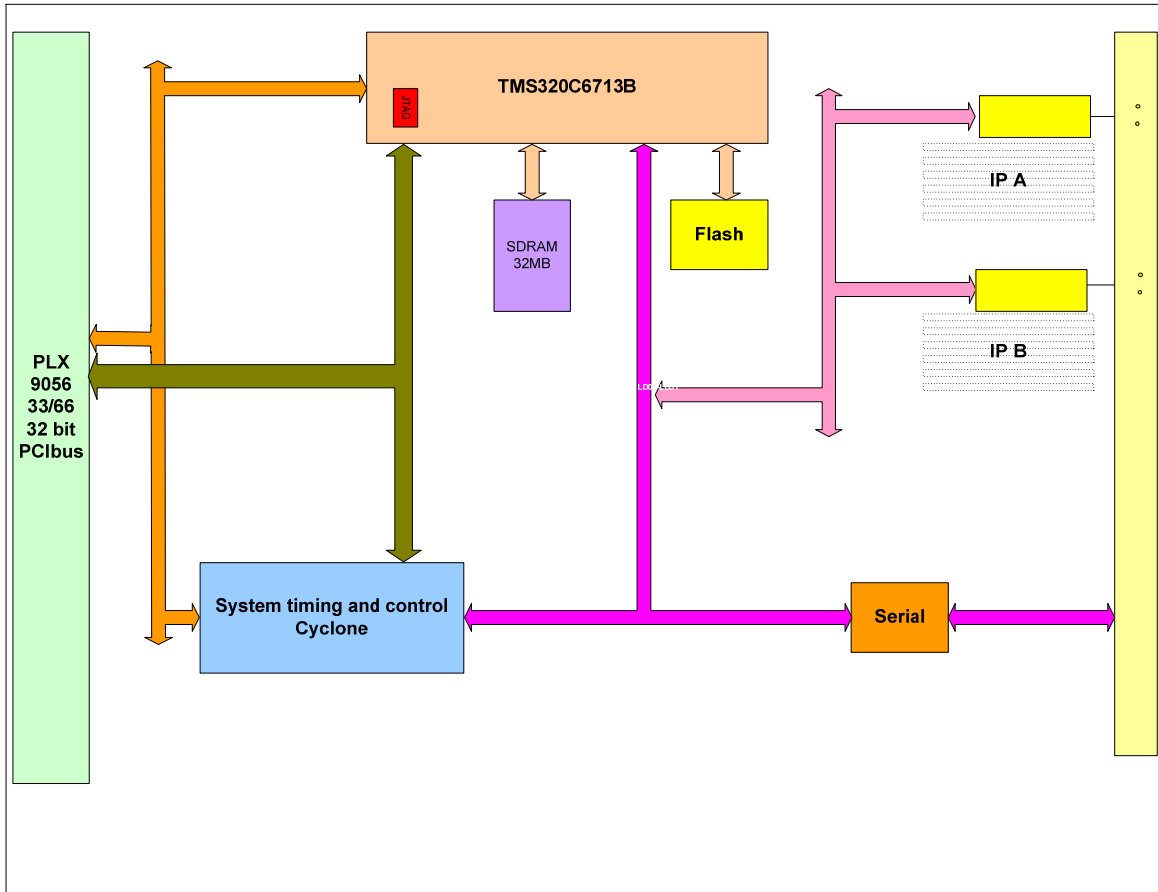 TMS320C6713B
JTAG
IP A
SDRAM
32MB
Flash
IP B
PLX
9056
33/66
32 bit
PCIbus
System timing and control
Cyclone
Serial